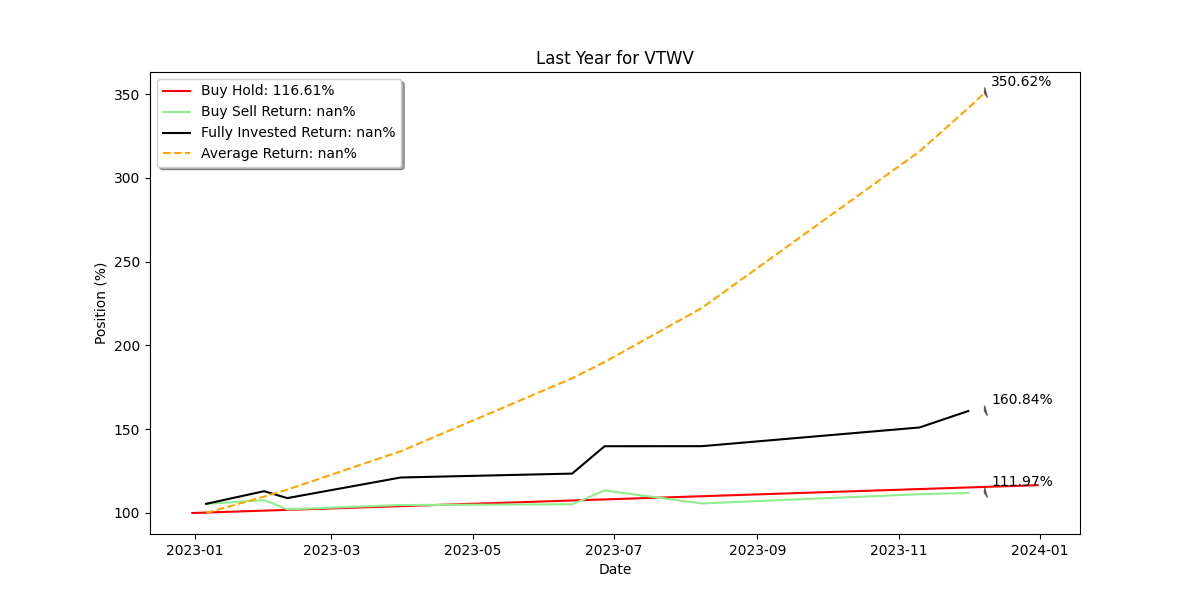 Last Year for VTWV
350.62%
Buy Hold: 116.61%
Buy Sell Return: nan%
Fully Invested Return: nan%
Average Return: nan%
350
300
250
200
150
100
Position (%)
160.84%
111.97%
2023-01
2023-03
2023-05
2023-07
2023-09
2023-11
2024-01
Date